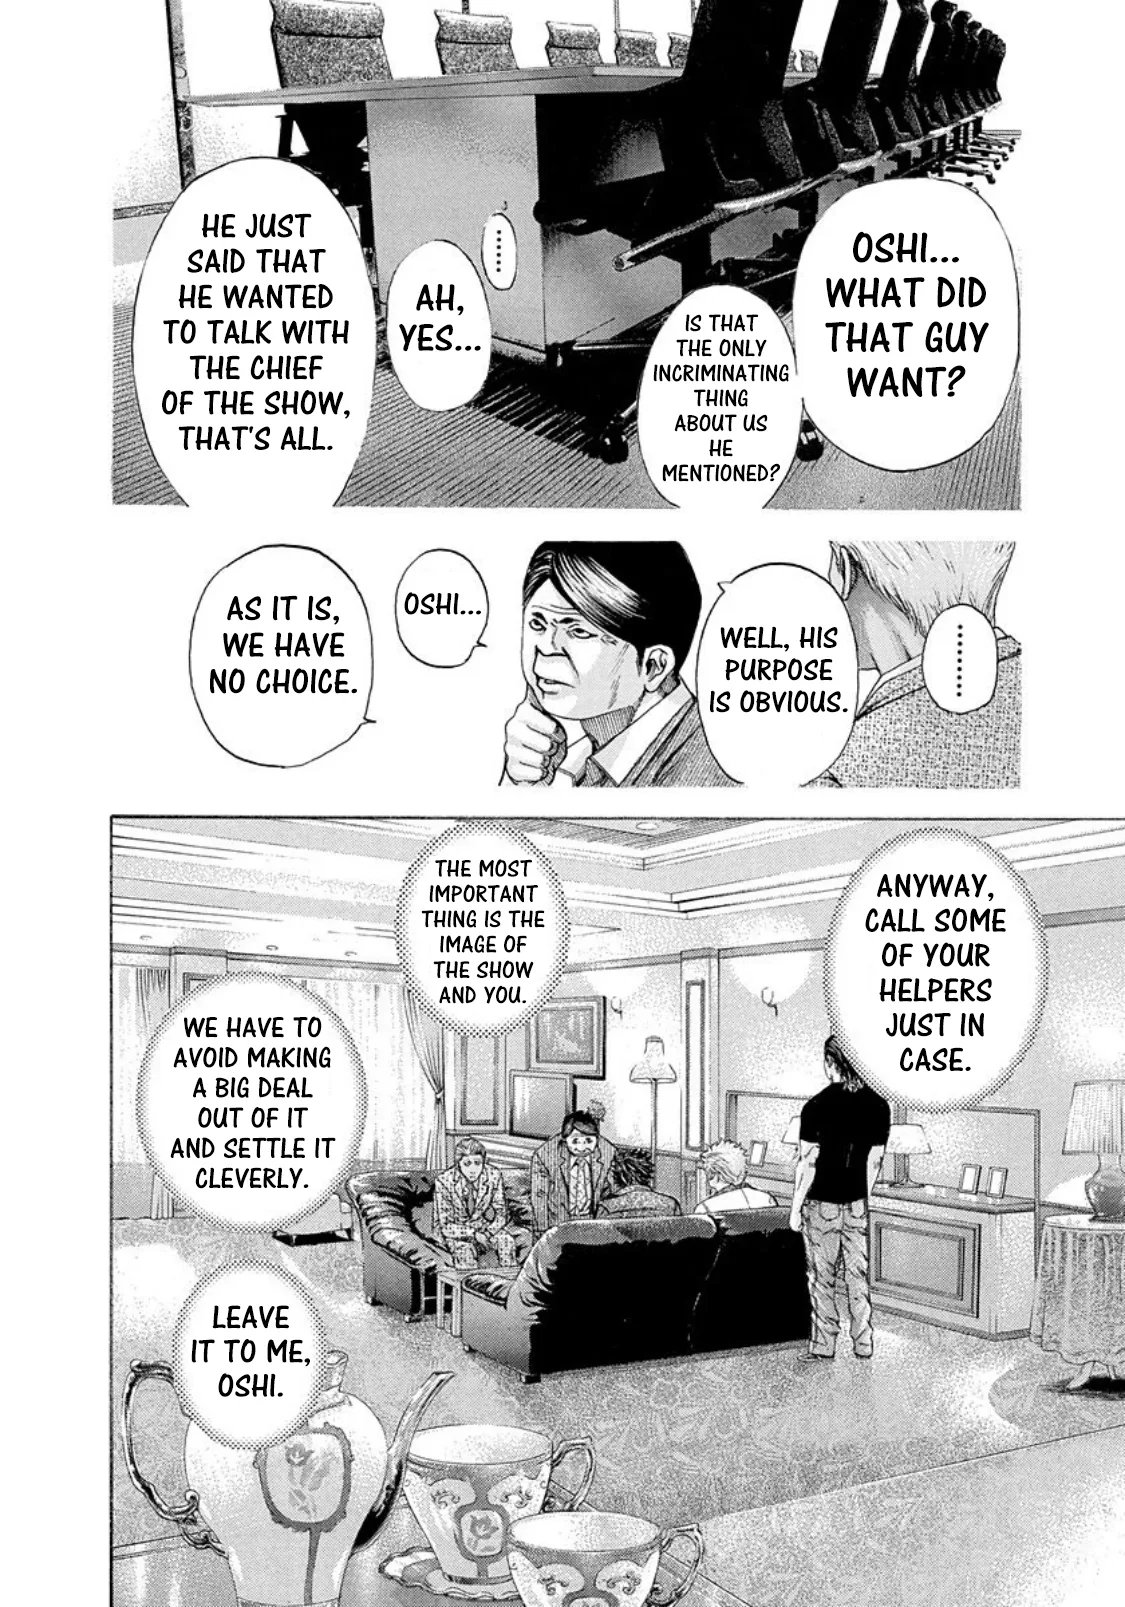 OSHI...
WHAT DID
THAT GUY
WANT?
IS THAT
THE ONLY
INCRIMINATING
THING
ABOUT US
HE
MENTIONED?
........
AH,
YES...
HE JUST
SAID THAT
HE WANTED
TO TALK WITH
THE CHIEF
OF THE SHOW,
THAT'S ALL.
.........
WELL, HIS
PURPOSE
IS OBVIOUS.
OSHI...
AS IT IS,
WE HAVE
NO CHOICE.
ANYWAY,
CALL SOME
OF YOUR
HELPERS
JUST IN
CASE.
THE MOST
IMPORTANT
THING IS THE
IMAGE OF
THE SHOW
AND YOU.
WE HAVE TO
AVOID MAKING
A BIG DEAL
OUT OF IT
AND SETTLE IT
CLEVERLY.
LEAVE
IT TO ME,
OSHI.